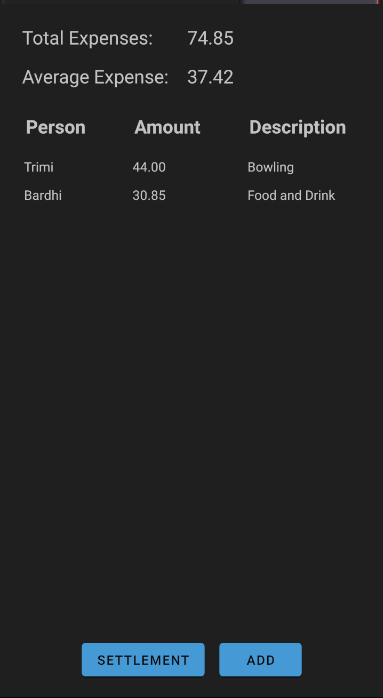 Total Expenses: 74.85
Average Expense: 37.42
Person Amount Description
Trimi 44.00 Bowling
Bardhi 30.85 Food and Drink
SETTLEMENT ADD